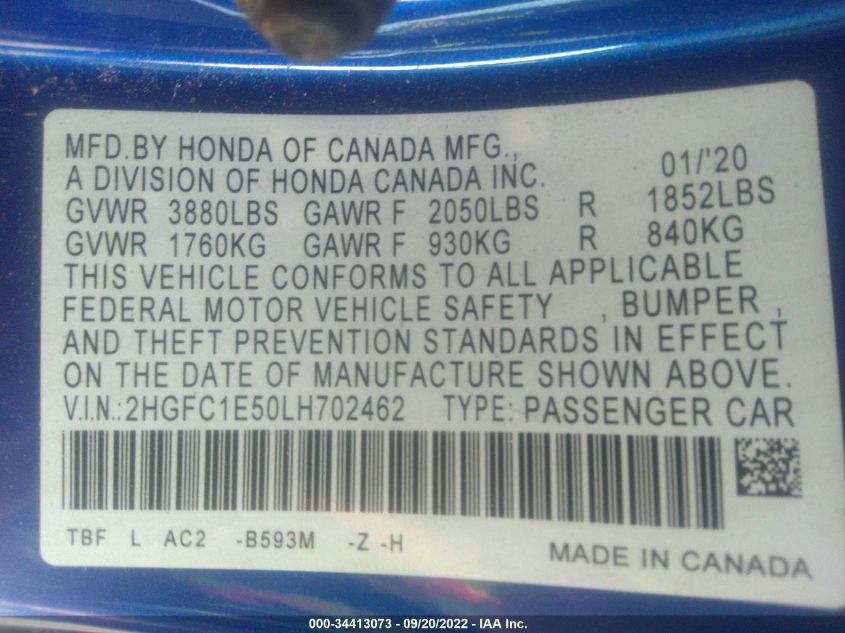 MFD.BY HONDA OF CANADA MFG., 01/'20
A DIVISION OF HONDA CANADA INC.
GVWR 3880LBS GAWR F 2050LBS R 1852LBS
GVWR 1760KG GAWR F 930KG R 840KG
THIS VEHICLE CONFORMS TO ALL APPLICABLE
FEDERAL MOTOR VEHICLE SAFETY , BUMPER ,
AND THEFT PREVENTION STANDARDS IN EFFECT
ON THE DATE OF MANUFACTURE SHOWN ABOVE.
V.I.N.:2HGFC1E50LH702462 TYPE: PASSENGER CAR
TBF L AC2 -B593M -Z -H
MADE IN CANADA
000-34413073 - 09/20/2022 - IAA Inc.